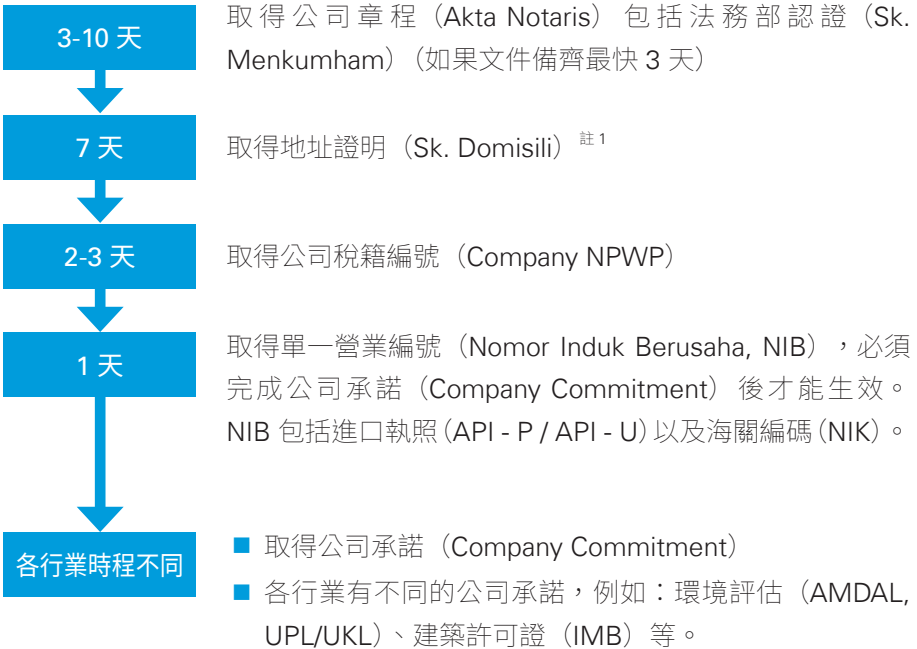 3-10 天
取得公司章程（Akta Notaris）包括法務部認證（Sk.
Menkumham）（如果文件備齊最快 3 天）
7 天
取得地址證明（Sk. Domisili）註 1
2-3 天
取得公司稅籍編號（Company NPWP）
1 天
取得單一營業編號（Nomor Induk Berusaha, NIB），必須
完成公司承諾（Company Commitment）後才能生效。
NIB 包括進口執照（API - P / API - U）以及海關編碼（NIK）。
各行業時程不同
■ 取得公司承諾（Company Commitment）
■ 各行業有不同的公司承諾，例如：環境評估（AMDAL,
UPL/UKL）、建築許可證（IMB）等。